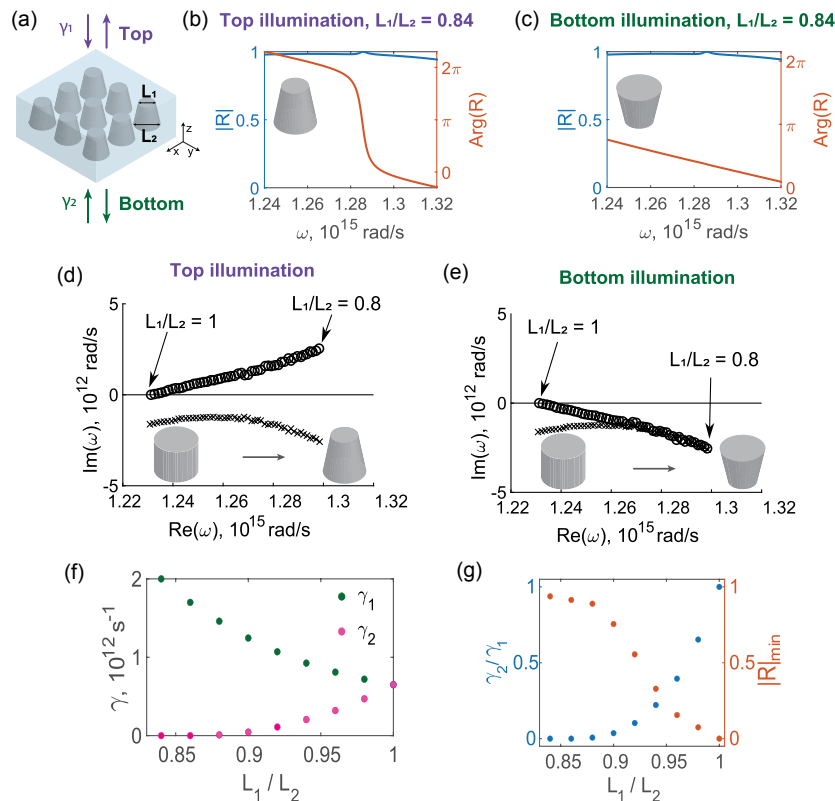 (a)
γ₁
Top
L₁
L₂
z
x
y
γ₂
Bottom
(b)
Top illumination, L₁/L₂ = 0.84
|R|
1
0.5
0
1.24
1.26
1.28
1.3
1.32
ω, 10¹⁵ rad/s
2π
π
0
Arg(R)
(c)
Bottom illumination, L₁/L₂ = 0.84
|R|
1
0.5
0
1.24
1.26
1.28
1.3
1.32
ω, 10¹⁵ rad/s
2π
π
0
Arg(R)
(d)
Top illumination
Im(ω), 10¹² rad/s
5
0
-5
L₁/L₂ = 1
L₁/L₂ = 0.8
1.22
1.24
1.26
1.28
1.3
1.32
Re(ω), 10¹⁵ rad/s
(e)
Bottom illumination
Im(ω), 10¹² rad/s
5
0
-5
L₁/L₂ = 1
L₁/L₂ = 0.8
1.22
1.24
1.26
1.28
1.3
1.32
Re(ω), 10¹⁵ rad/s
(f)
γ, 10¹² s⁻¹
2
1
0
γ₁
γ₂
0.85
0.9
0.95
1
L₁ / L₂
(g)
γ₂/γ₁
1
0.5
0
0.85
0.9
0.95
1
L₁ / L₂
1
0.5
0
|R|min